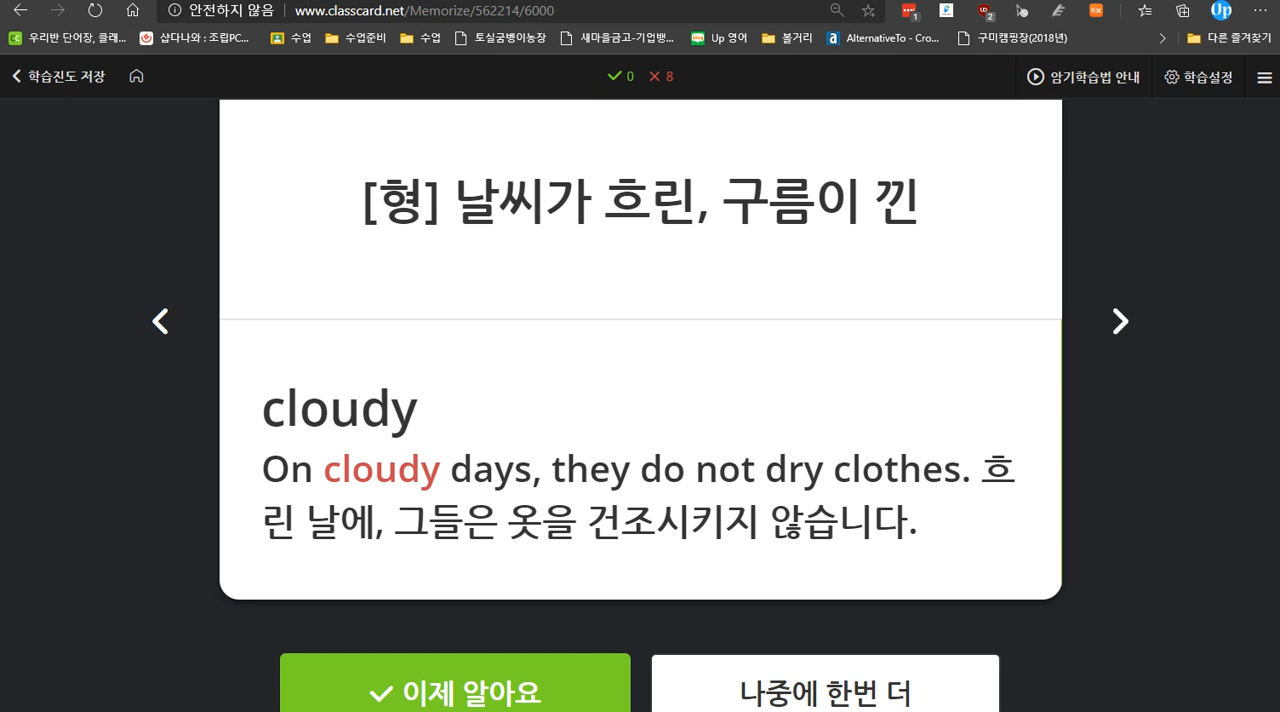 안전하지 않음 | www.classcard.net/Memorize/562214/6000
우리반 단어장, 클래... 샵다나와 : 조립PC... 수업 수업준비 수업 토실굼벵이농장 새마을금고-기업뱅... Up 영어 볼거리 AlternativeTo - Cro... 구미캠핑장(2018년) 다른 즐겨찾기
학습진도 저장 0 8 암기학습법 안내 학습설정
[형] 날씨가 흐린, 구름이 낀
cloudy
On cloudy days, they do not dry clothes. 흐
린 날에, 그들은 옷을 건조시키지 않습니다.
이제 알아요 나중에 한번 더